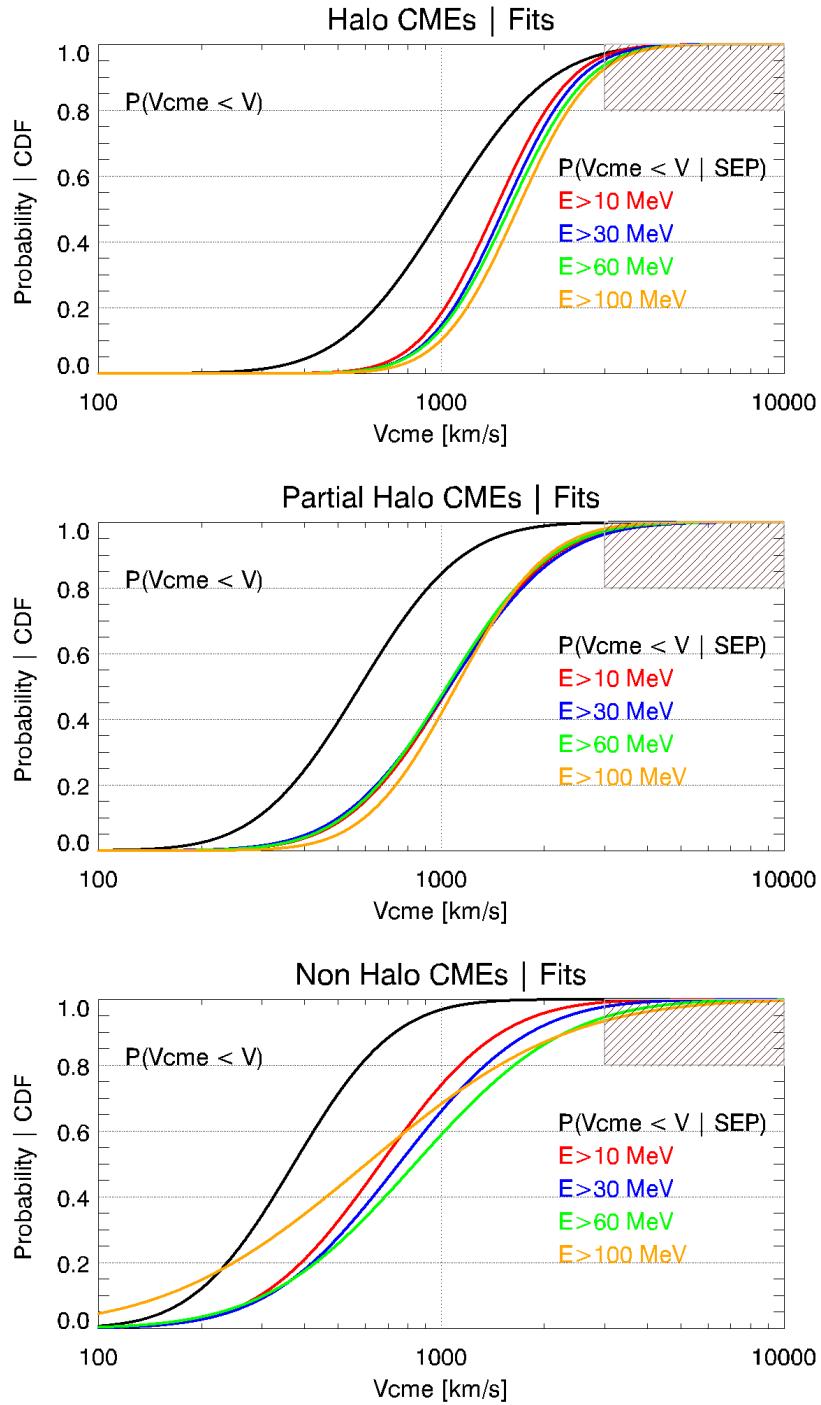 Halo CMEs | Fits
1.0
P(Vcme < V)
0.8
P(Vcme < V | SEP)
0.6
E>10 MeV
E>30 MeV
0.4
E>60 MeV
E>100 MeV
0.2
0.0
Probability | CDF
100 1000 10000
Vcme [km/s]
Partial Halo CMEs | Fits
1.0
P(Vcme < V)
0.8
P(Vcme < V | SEP)
0.6
E>10 MeV
E>30 MeV
0.4
E>60 MeV
E>100 MeV
0.2
0.0
Probability | CDF
100 1000 10000
Vcme [km/s]
Non Halo CMEs | Fits
1.0
P(Vcme < V)
0.8
P(Vcme < V | SEP)
0.6
E>10 MeV
E>30 MeV
0.4
E>60 MeV
E>100 MeV
0.2
0.0
Probability | CDF
100 1000 10000
Vcme [km/s]